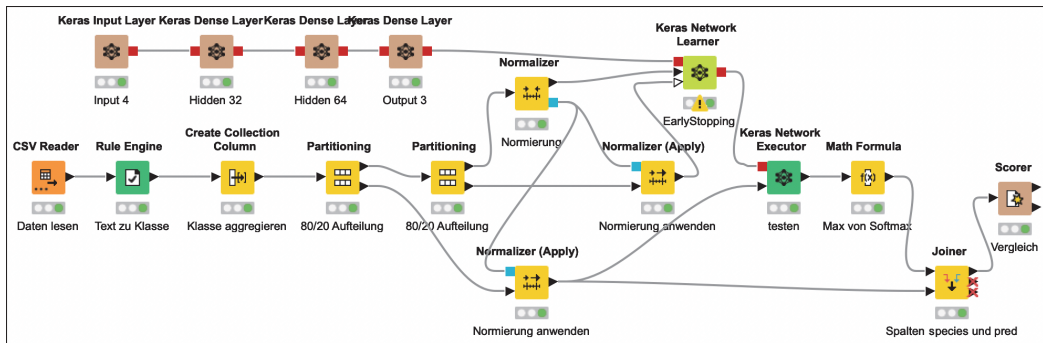 Keras Input Layer
Keras Dense Layer
Keras Dense Layer
Keras Dense Layer
Input 4
Hidden 32
Hidden 64
Output 3
Keras Network
Learner
EarlyStopping
Normalizer
Normierung
CSV Reader
Daten lesen
Rule Engine
Text zu Klasse
Create Collection
Column
Klasse aggregieren
Partitioning
80/20 Aufteilung
Partitioning
80/20 Aufteilung
Normalizer (Apply)
Normierung anwenden
Keras Network
Executor
testen
Math Formula
f(x)
Max von Softmax
Scorer
Vergleich
Normalizer (Apply)
Normierung anwenden
Joiner
Spalten species und pred